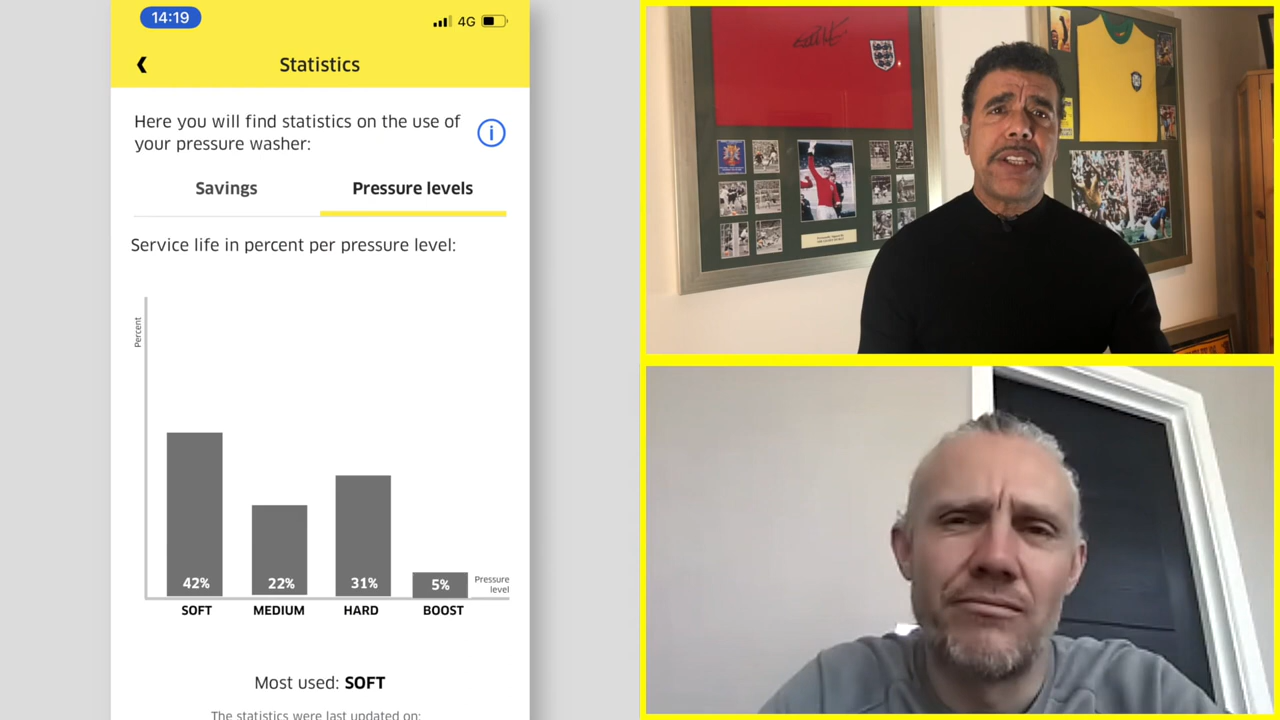 14:19
4G
Statistics
Here you will find statistics on the use of
your pressure washer:
i
Savings
Pressure levels
Service life in percent per pressure level:
Percent
42%
22%
31%
5%
Pressure
level
SOFT
MEDIUM
HARD
BOOST
Most used: SOFT
The statistics were last updated on: